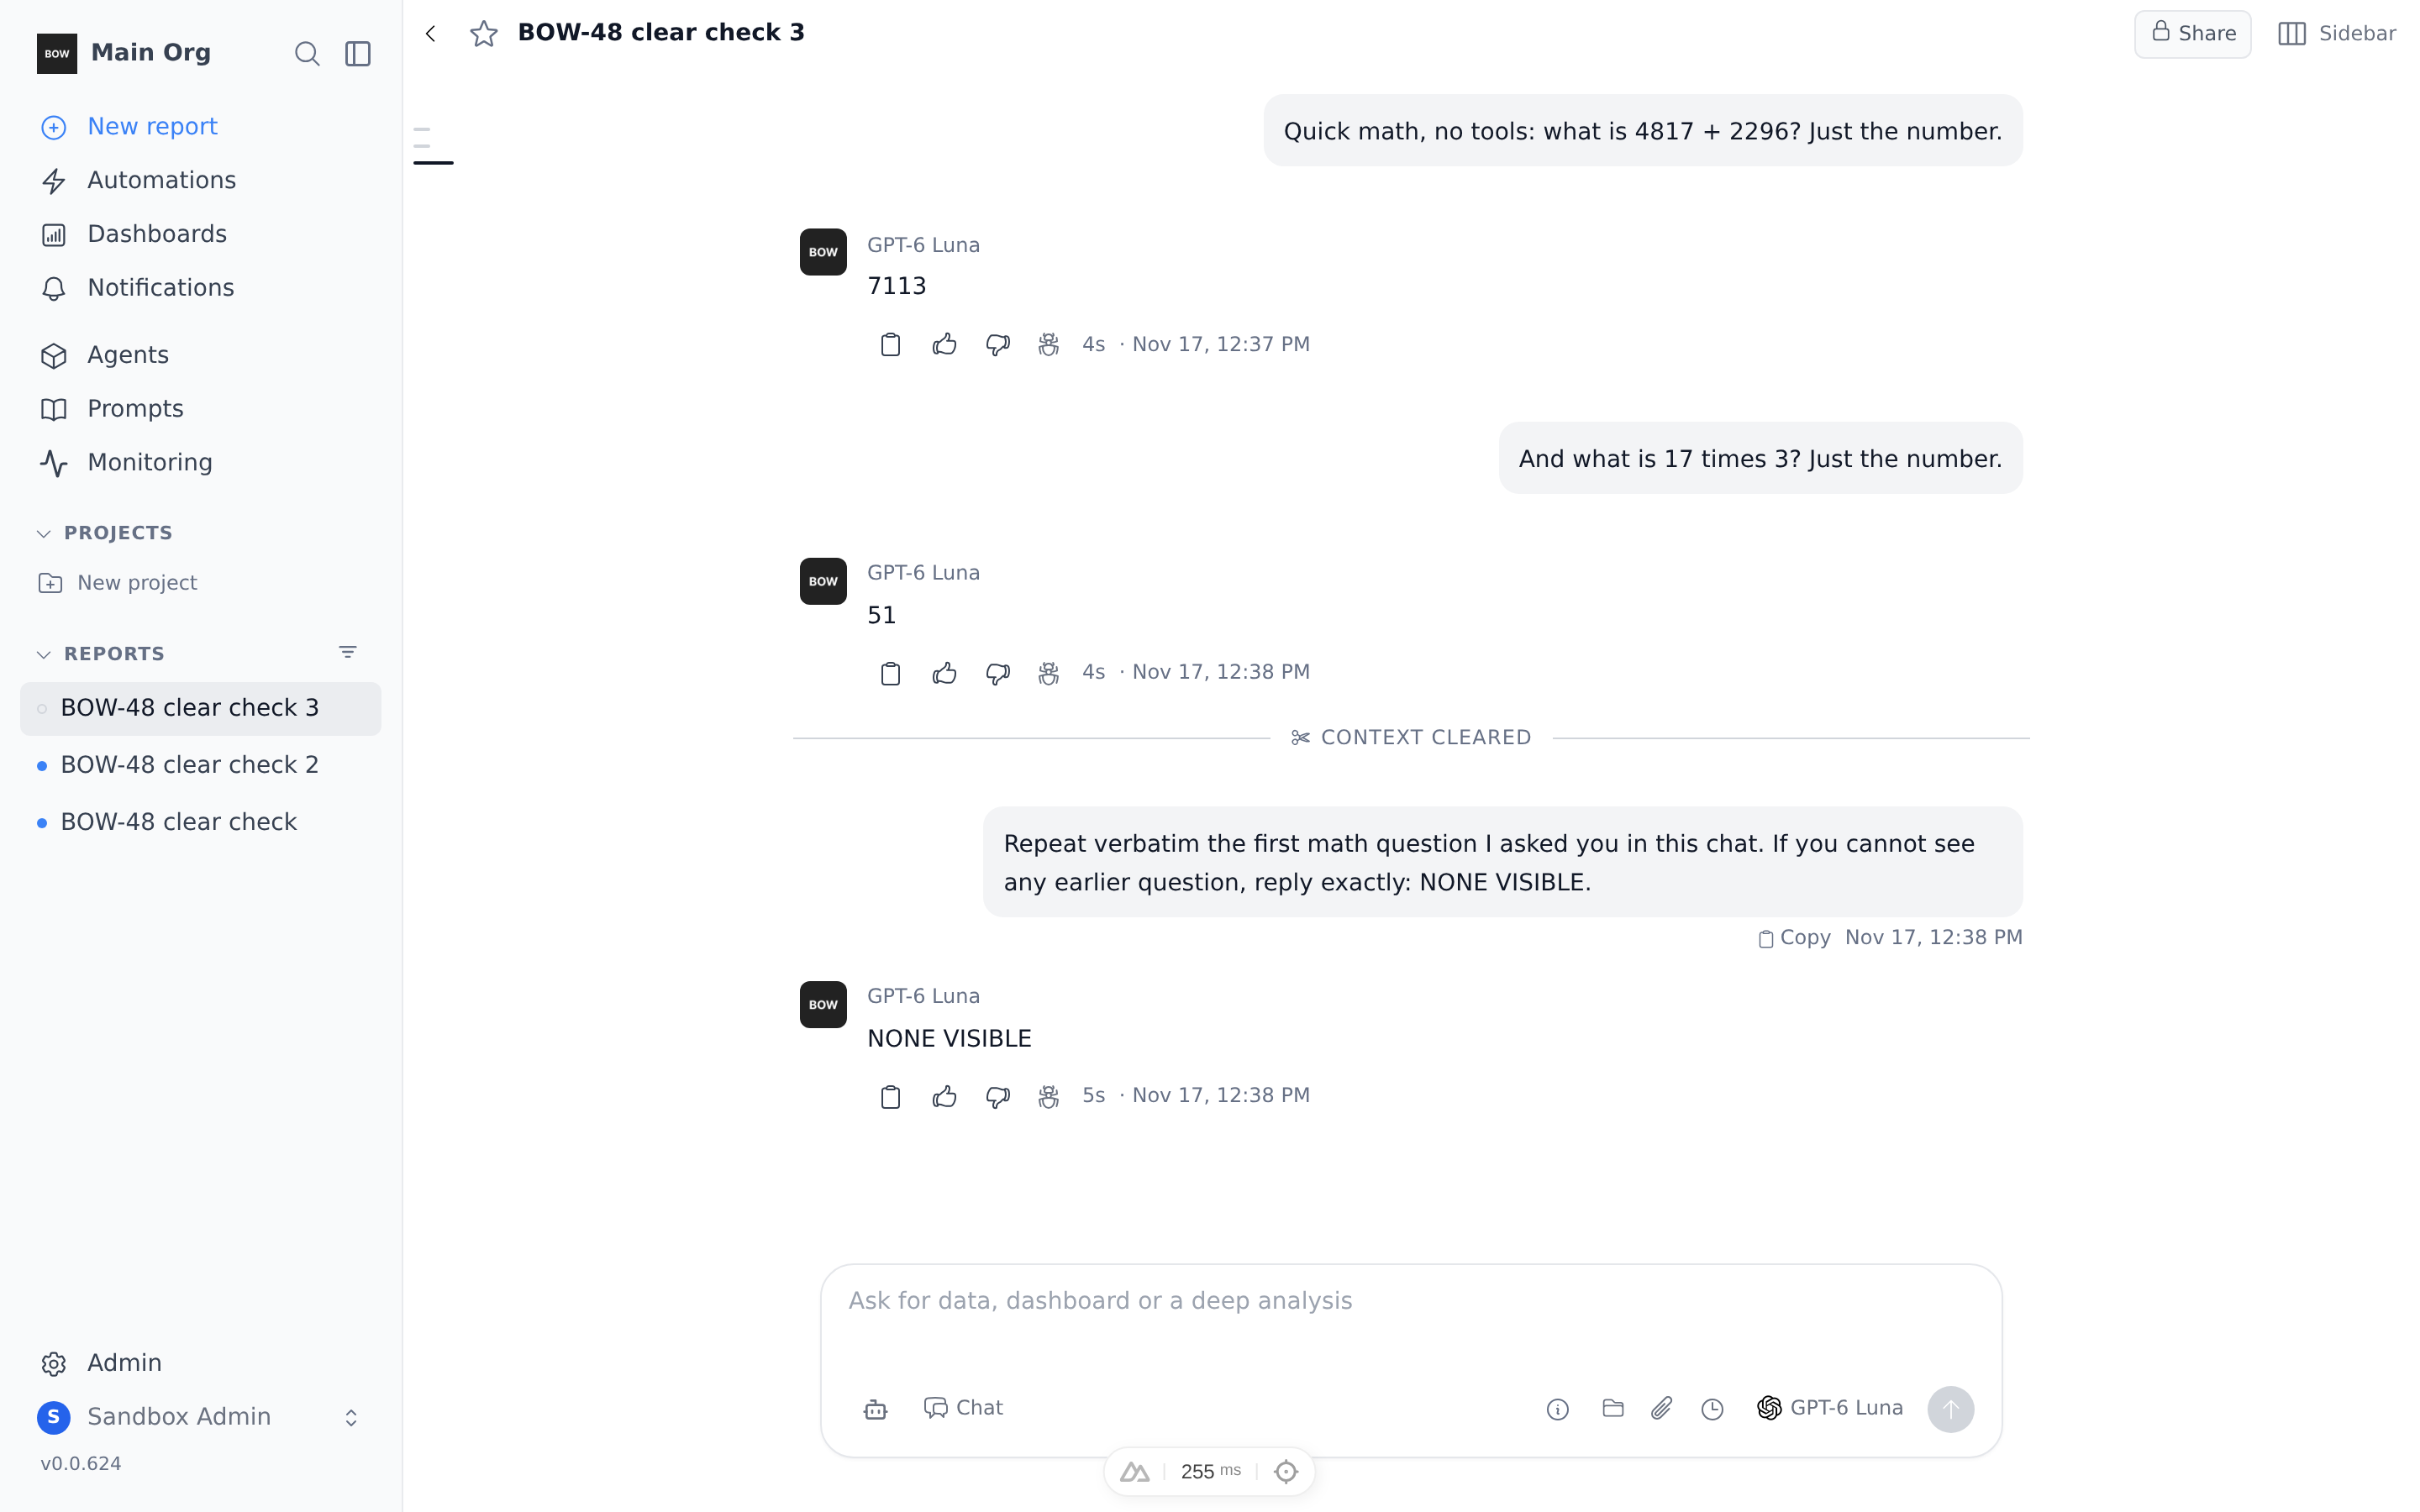 BOW
Main Org
New report
Automations
Dashboards
Notifications
Agents
Prompts
Monitoring
PROJECTS
New project
REPORTS
BOW-48 clear check 3
BOW-48 clear check 2
BOW-48 clear check
Admin
S
Sandbox Admin
v0.0.624
BOW-48 clear check 3
Share
Sidebar
Quick math, no tools: what is 4817 + 2296? Just the number.
BOW
GPT-6 Luna
7113
4s · Nov 17, 12:37 PM
And what is 17 times 3? Just the number.
BOW
GPT-6 Luna
51
4s · Nov 17, 12:38 PM
CONTEXT CLEARED
Repeat verbatim the first math question I asked you in this chat. If you cannot see
any earlier question, reply exactly: NONE VISIBLE.
Copy Nov 17, 12:38 PM
BOW
GPT-6 Luna
NONE VISIBLE
5s · Nov 17, 12:38 PM
Ask for data, dashboard or a deep analysis
Chat
GPT-6 Luna
255 ms